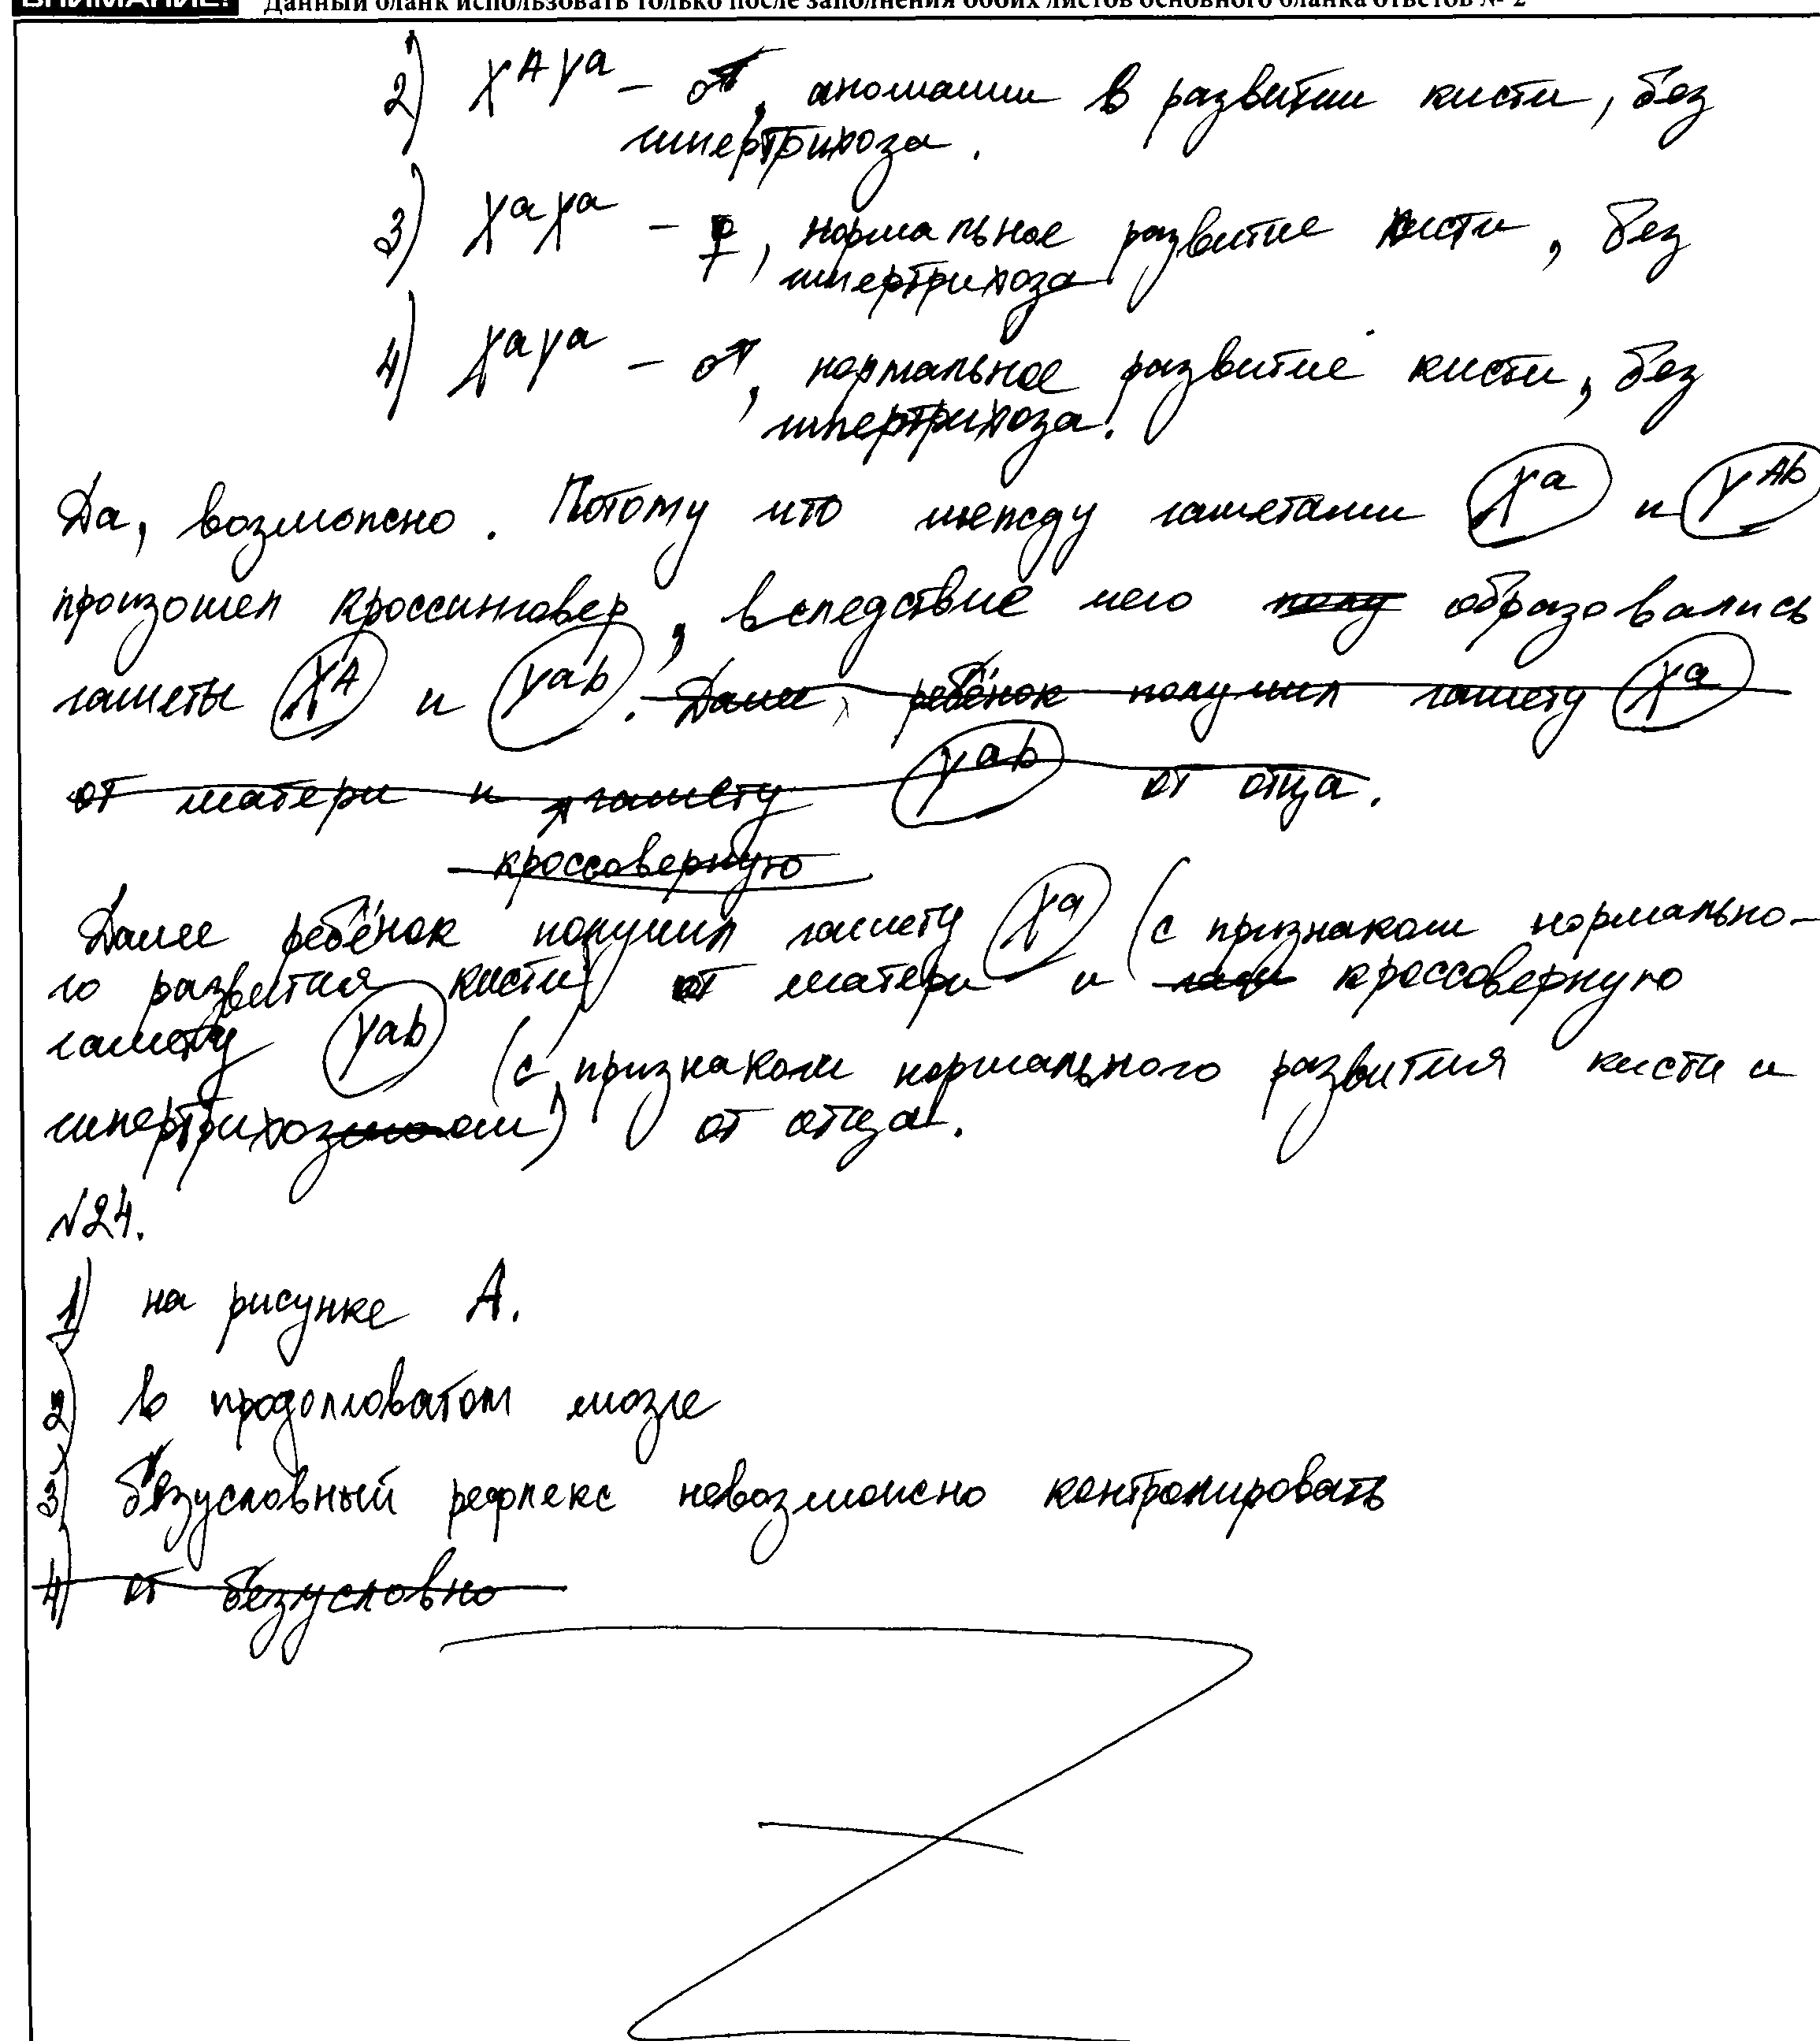 ВНИМАНИЕ! Данный бланк использовать только после заполнения обоих листов основного бланка ответов № 2
2) X^A Y^a – ♂, аномалии в развитии кисти, без
гипертрихоза.
3) X^a X^a – ♀, нормальное развитие кисти, без
гипертрихоза
4) X^a Y^a – ♂, нормальное развитие кисти, без
гипертрихоза.
Да, возможно. Потому что между гаметами X^a и Y^Ab
произошел кроссинговер, вследствие чего полу образовались
гаметы X^A и Y^ab. Далее, ребёнок получил гамету X^a
от матери и гамету Y^ab от отца.
кроссоверную
Далее ребёнок получил гамету X^a (с признаком нормально-
го развития кисти) от матери и кроссоверную
гамету Y^ab (с признаком нормального развития кисти и
гипертрихозом) от отца.
№24.
1) на рисунке А.
2) в продолговатом мозге
3) безусловный рефлекс невозможно контролировать
4) от безусловно